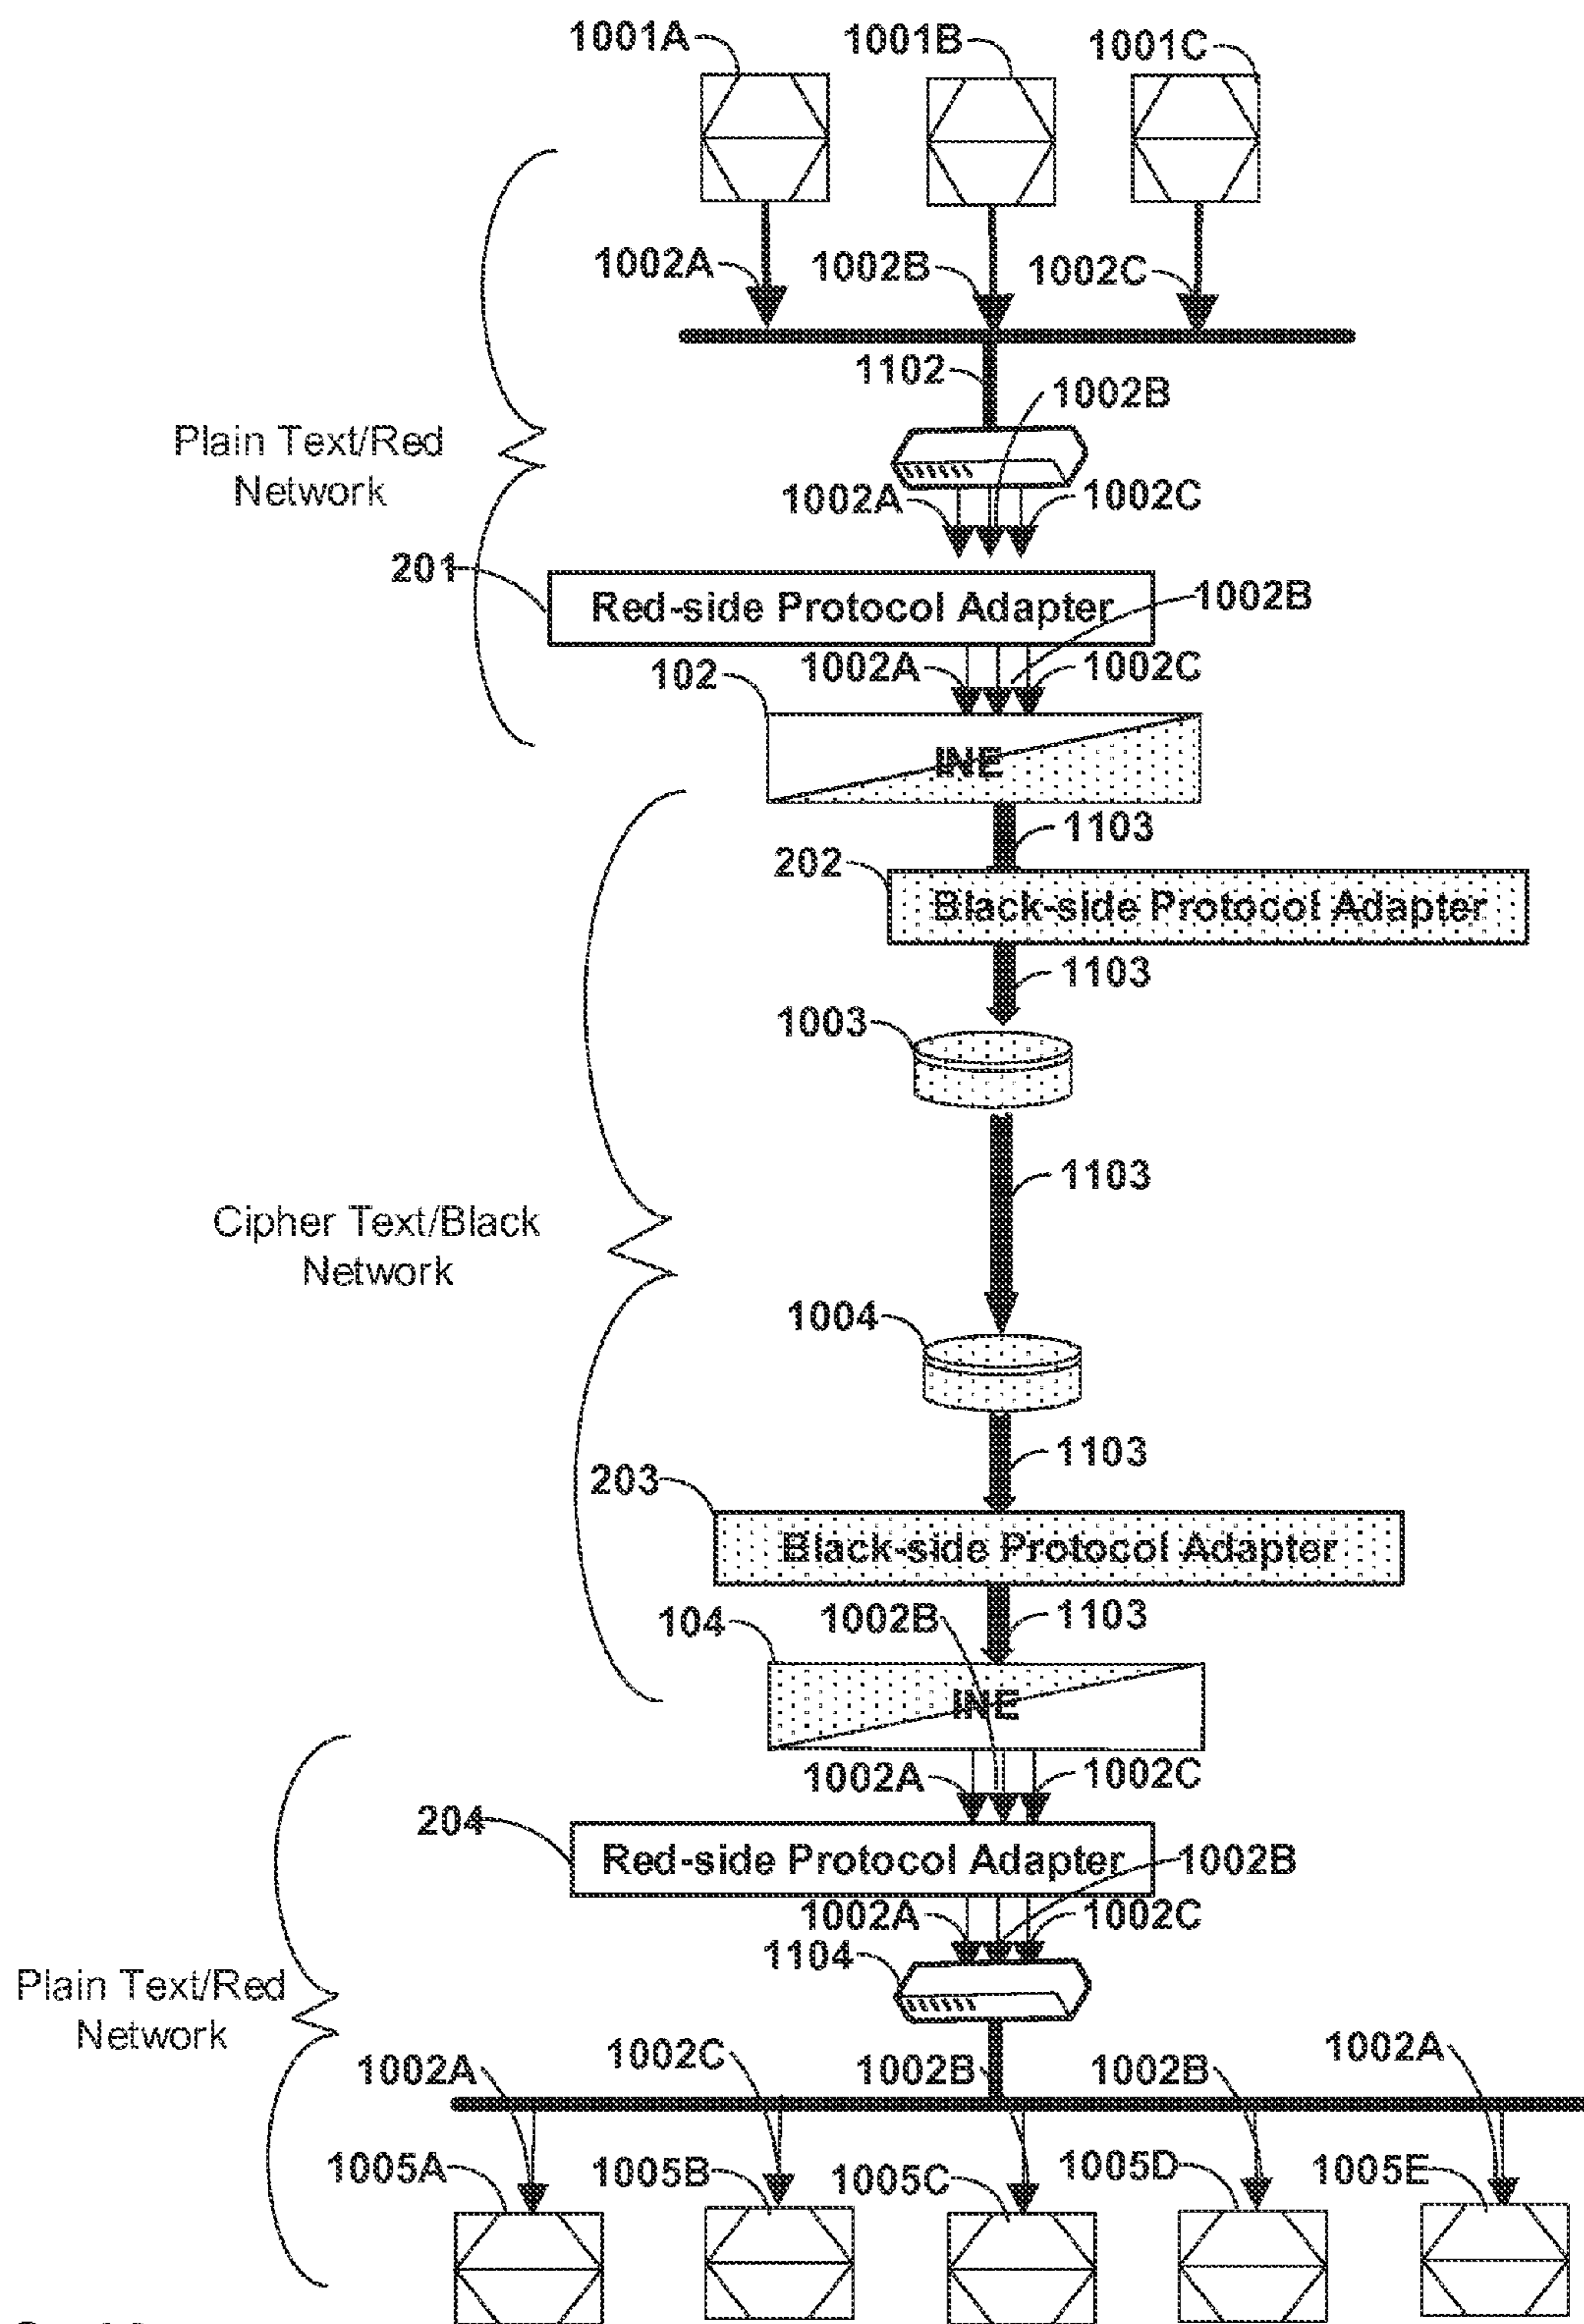 1001A 1001B 1001C
1002A 1002B 1002C
1102
1002B
Plain Text/Red
Network
1002A 1002C
201
Red-side Protocol Adapter
1002B
102 1002A 1002C
INE
1103
202
Black-side Protocol Adapter
1103
1003
1103
Cipher Text/Black
Network
1004
1103
203
Black-side Protocol Adapter
104 1002B 1103
INE
1002A 1002C
204
Red-side Protocol Adapter
1002B
1002A 1002C
1104
Plain Text/Red
Network
1002A 1002C 1002B 1002B 1002A
1005A 1005B 1005C 1005D 1005E